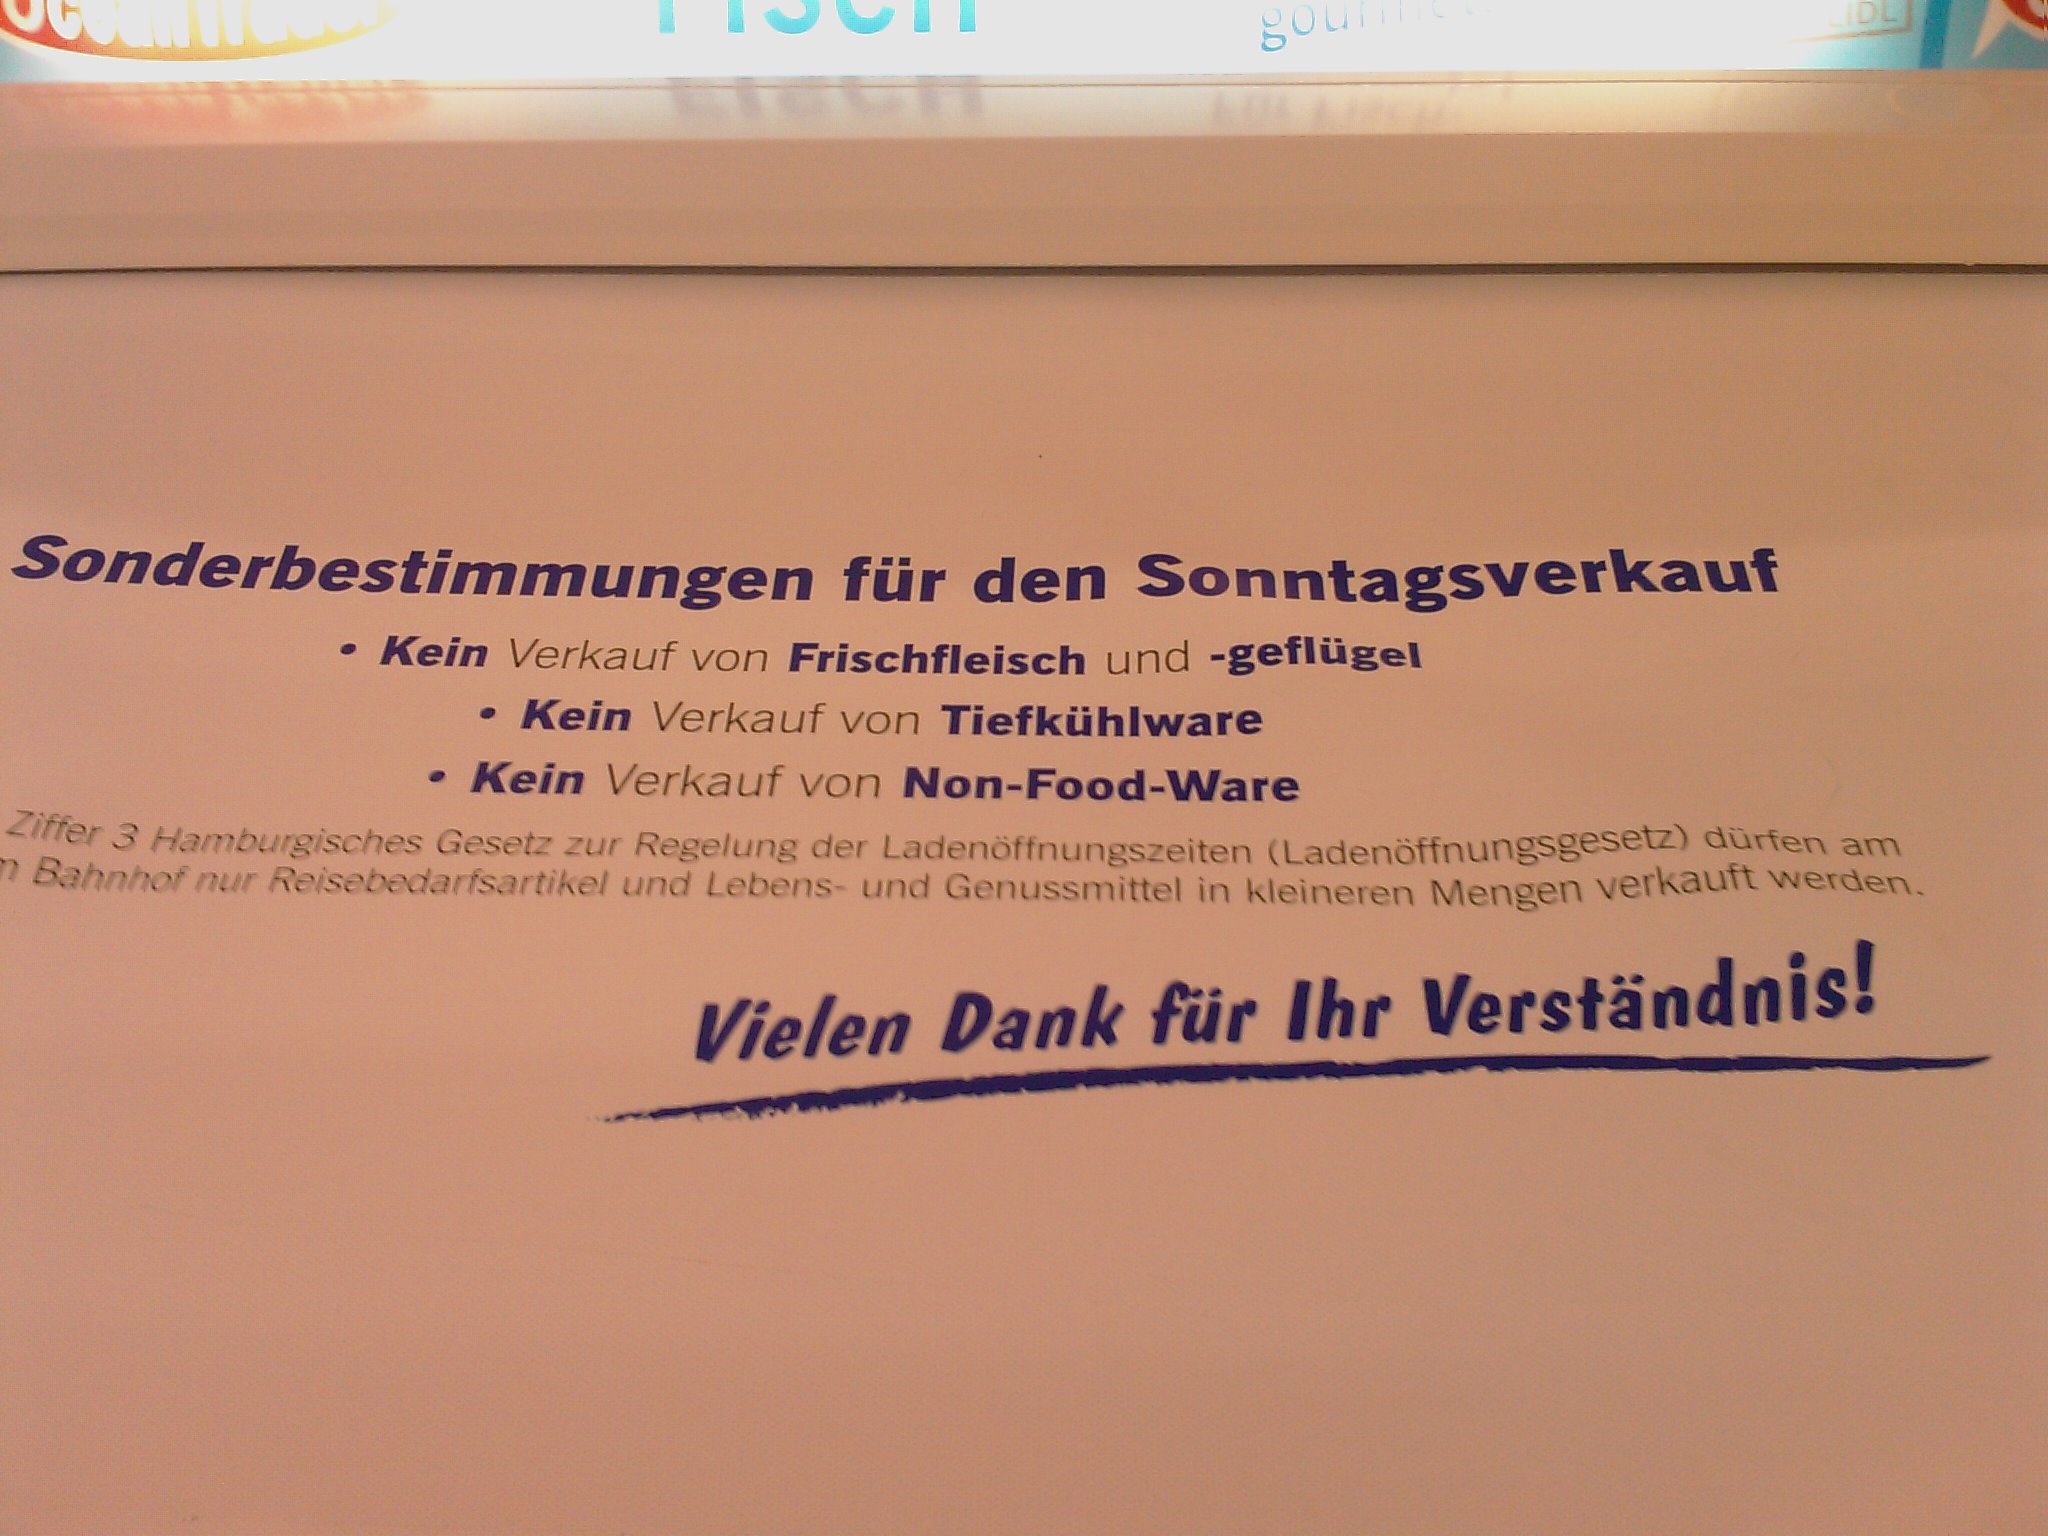 Fisch
Sonderbestimmungen für den Sonntagsverkauf
• Kein Verkauf von Frischfleisch und -geflügel
• Kein Verkauf von Tiefkühlware
• Kein Verkauf von Non-Food-Ware
Ziffer 3 Hamburgisches Gesetz zur Regelung der Ladenöffnungszeiten (Ladenöffnungsgesetz) dürfen am
Bahnhof nur Reisebedarfsartikel und Lebens- und Genussmittel in kleineren Mengen verkauft werden.
Vielen Dank für Ihr Verständnis!